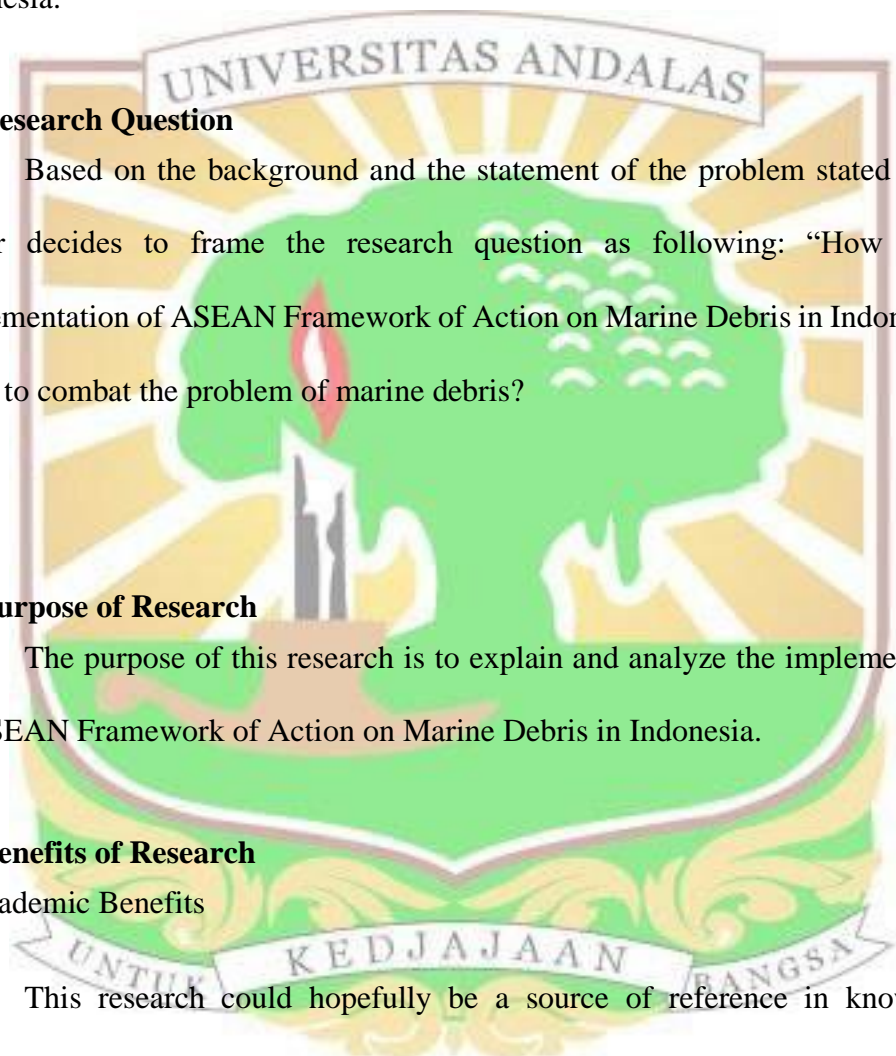 nesia.
UNIVERSITAS ANDALAS
esearch Question
Based on the background and the statement of the problem stated
r decides to frame the research question as following: “How
ementation of ASEAN Framework of Action on Marine Debris in Indon
to combat the problem of marine debris?
urpose of Research
The purpose of this research is to explain and analyze the impleme
SEAN Framework of Action on Marine Debris in Indonesia.
enefits of Research
ademic Benefits
UNTUK KEDJAJAAN BANGSA
This research could hopefully be a source of reference in know